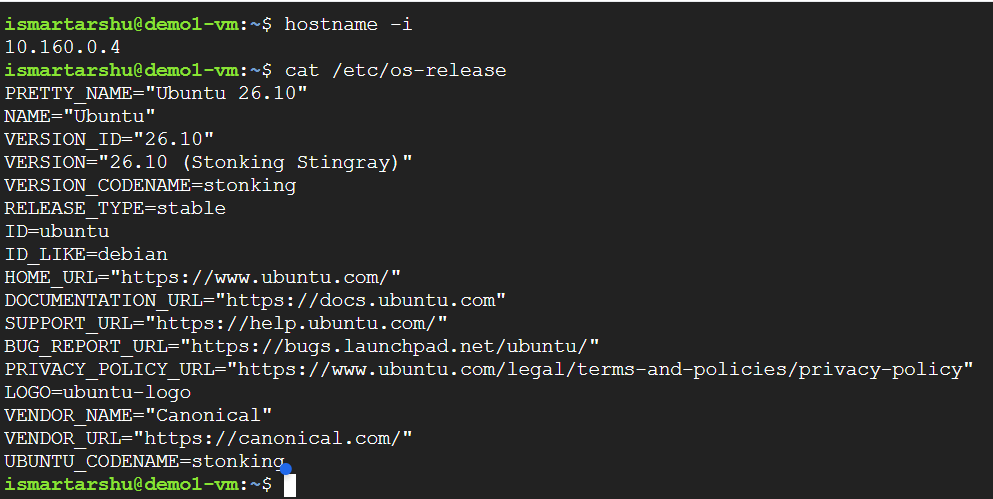 ismartarshu@demo1-vm:~$ hostname -i
10.160.0.4
ismartarshu@demo1-vm:~$ cat /etc/os-release
PRETTY_NAME="Ubuntu 26.10"
NAME="Ubuntu"
VERSION_ID="26.10"
VERSION="26.10 (Stonking Stingray)"
VERSION_CODENAME=stonking
RELEASE_TYPE=stable
ID=ubuntu
ID_LIKE=debian
HOME_URL="https://www.ubuntu.com/"
DOCUMENTATION_URL="https://docs.ubuntu.com"
SUPPORT_URL="https://help.ubuntu.com/"
BUG_REPORT_URL="https://bugs.launchpad.net/ubuntu/"
PRIVACY_POLICY_URL="https://www.ubuntu.com/legal/terms-and-policies/privacy-policy"
LOGO=ubuntu-logo
VENDOR_NAME="Canonical"
VENDOR_URL="https://canonical.com/"
UBUNTU_CODENAME=stonking
ismartarshu@demo1-vm:~$